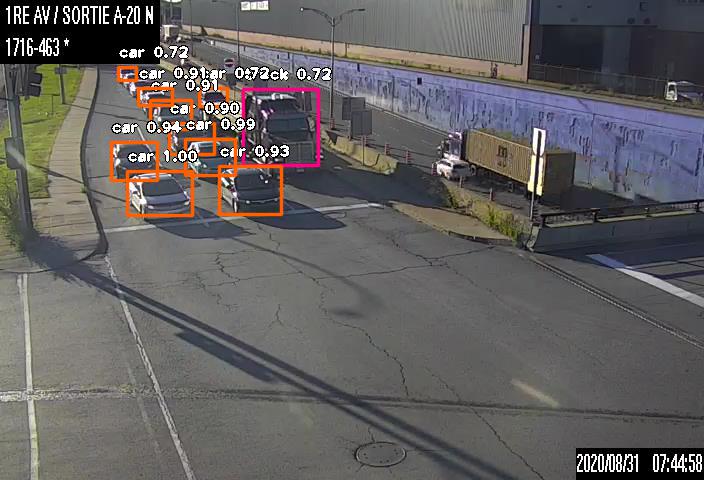 1RE AV / SORTIE A-20 N
1716-463 *
car 0.72
car 0.91
car 0.72
truck 0.72
car 0.91
car 0.90
car 0.94
car 0.99
car 1.00
car 0.93
2020/08/31 07:44:58